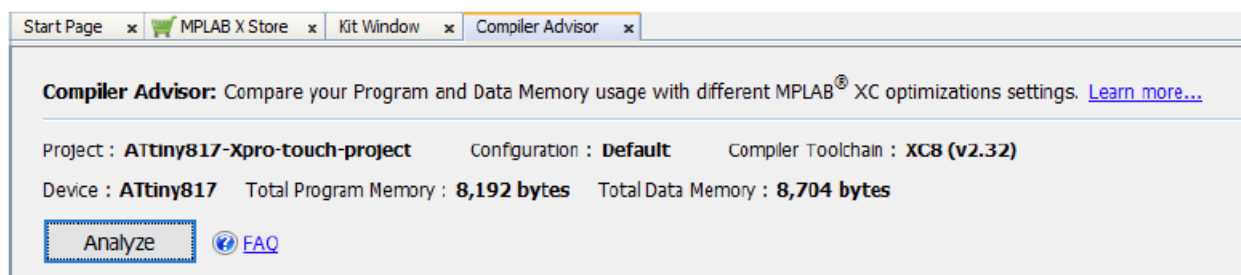 Start Page x MPLAB X Store x Kit Window x Compiler Advisor x
Compiler Advisor: Compare your Program and Data Memory usage with different MPLAB® XC optimizations settings. Learn more...
Project : ATtiny817-Xpro-touch-project Configuration : Default Compiler Toolchain : XC8 (v2.32)
Device : ATtiny817 Total Program Memory : 8,192 bytes Total Data Memory : 8,704 bytes
Analyze ? FAQ